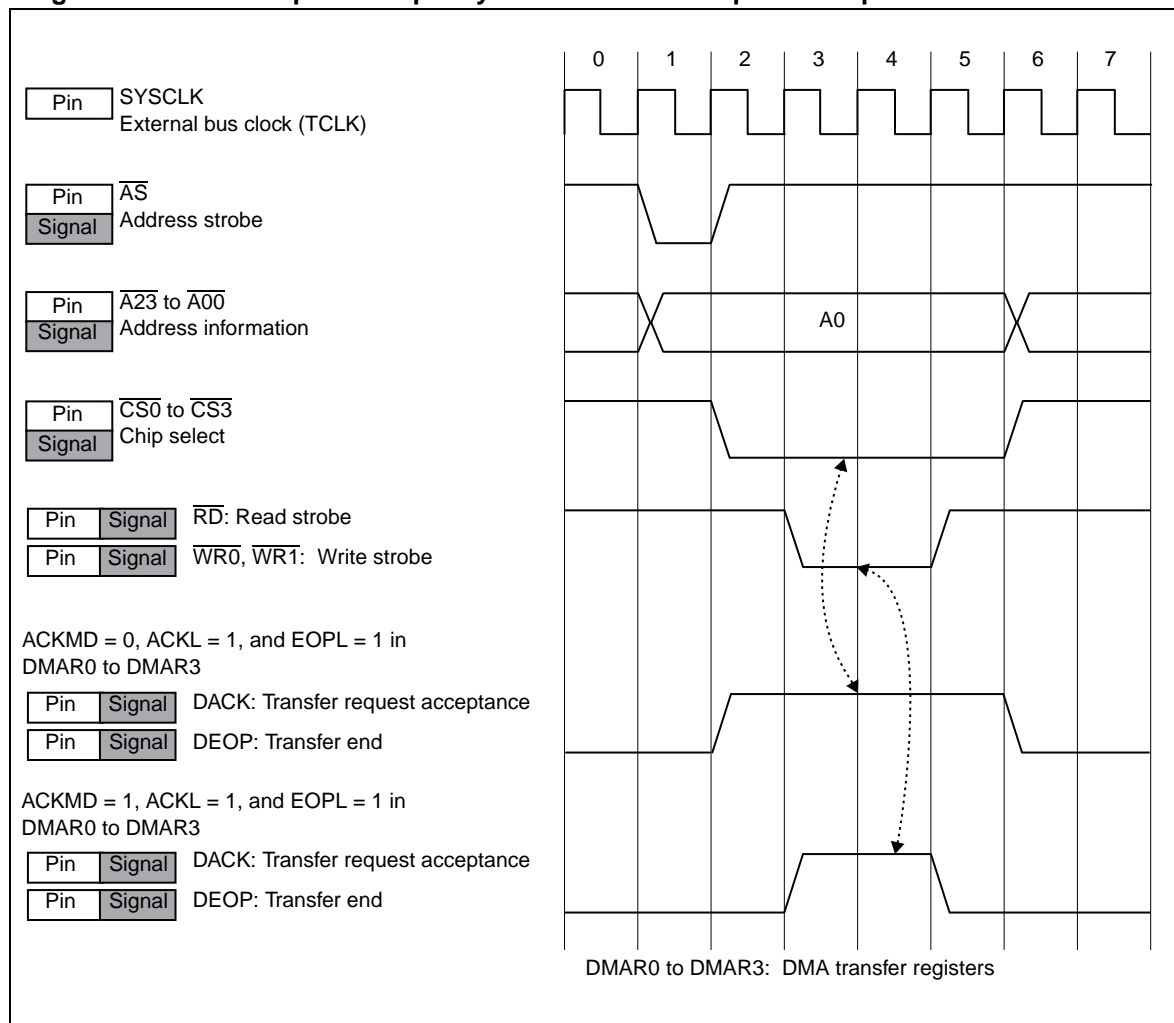 0 1 2 3 4 5 6 7
Pin SYSCLK
External bus clock (TCLK)
Pin AS
Signal Address strobe
Pin A23 to A00
Signal Address information
A0
Pin CS0 to CS3
Signal Chip select
Pin Signal RD: Read strobe
Pin Signal WR0, WR1: Write strobe
ACKMD = 0, ACKL = 1, and EOPL = 1 in
DMAR0 to DMAR3
Pin Signal DACK: Transfer request acceptance
Pin Signal DEOP: Transfer end
ACKMD = 1, ACKL = 1, and EOPL = 1 in
DMAR0 to DMAR3
Pin Signal DACK: Transfer request acceptance
Pin Signal DEOP: Transfer end
DMAR0 to DMAR3: DMA transfer registers